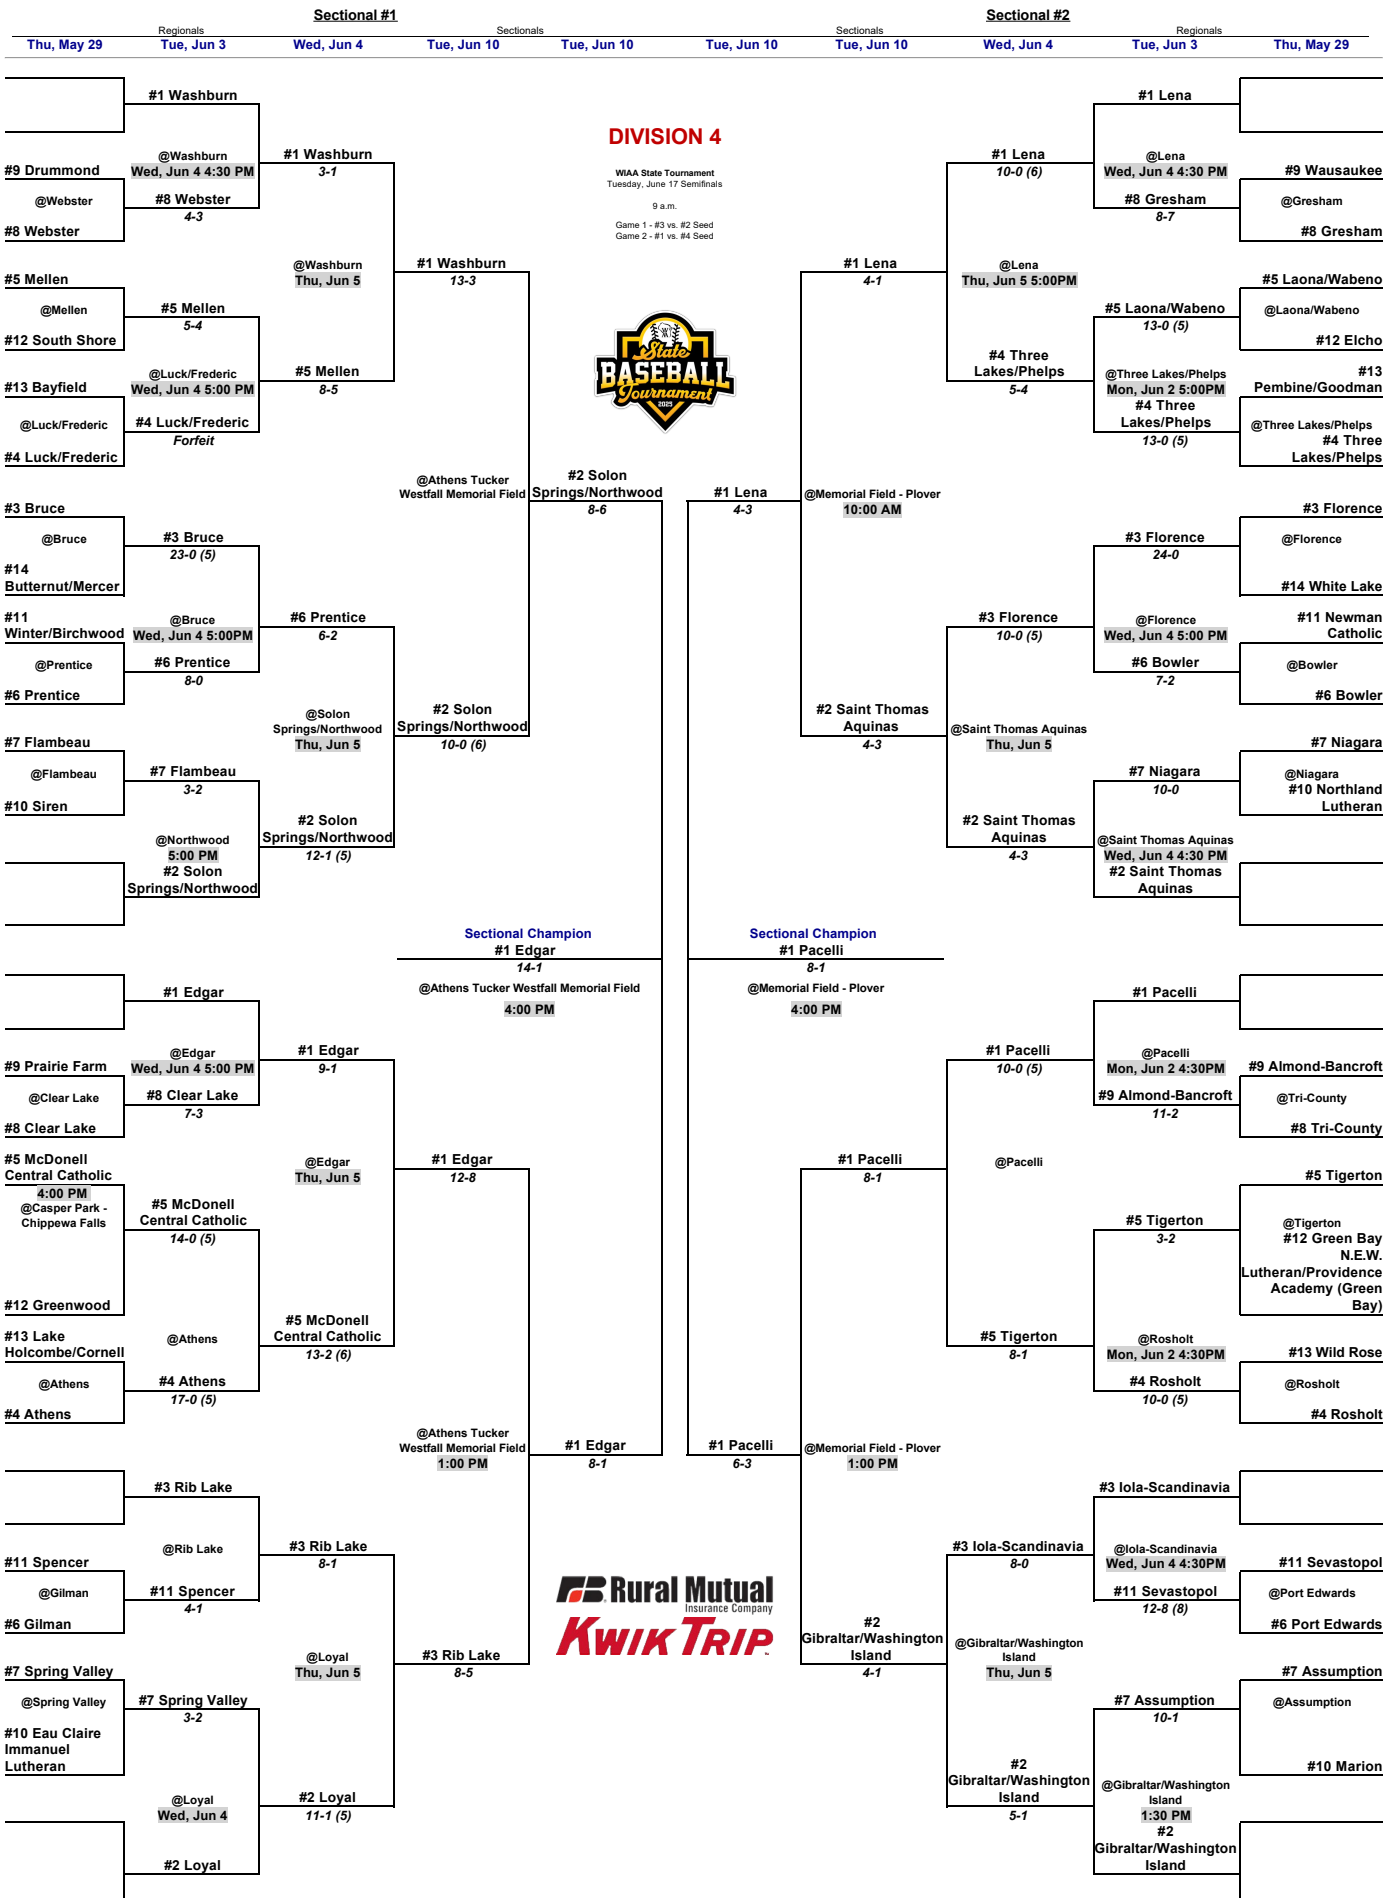 Sectional #1
Sectional #2
Regionals
Sectionals
Sectionals
Regionals
Thu, May 29
Tue, Jun 3
Wed, Jun 4
Tue, Jun 10
Tue, Jun 10
Tue, Jun 10
Tue, Jun 10
Wed, Jun 4
Tue, Jun 3
Thu, May 29
DIVISION 4
WIAA State Tournament
Tuesday, June 17 Semifinals
9 a.m.
Game 1 - #3 vs. #2 Seed
Game 2 - #1 vs. #4 Seed
State
BASEBALL
Tournament
2025
#9 Drummond
@Webster
#8 Webster
#5 Mellen
@Mellen
#12 South Shore
#13 Bayfield
@Luck/Frederic
#4 Luck/Frederic
#3 Bruce
@Bruce
#14
Butternut/Mercer
#11
Winter/Birchwood
@Prentice
#6 Prentice
#7 Flambeau
@Flambeau
#10 Siren
#1 Washburn
@Washburn
Wed, Jun 4 4:30 PM
#8 Webster
4-3
#5 Mellen
5-4
@Luck/Frederic
Wed, Jun 4 5:00 PM
#4 Luck/Frederic
Forfeit
#3 Bruce
23-0 (5)
@Bruce
Wed, Jun 4 5:00PM
#6 Prentice
8-0
#7 Flambeau
3-2
@Northwood
5:00 PM
#2 Solon
Springs/Northwood
#1 Washburn
3-1
@Washburn
Thu, Jun 5
#5 Mellen
8-5
#6 Prentice
6-2
@Solon
Springs/Northwood
Thu, Jun 5
#2 Solon
Springs/Northwood
12-1 (5)
#1 Washburn
13-3
@Athens Tucker
Westfall Memorial Field
#2 Solon
Springs/Northwood
10-0 (6)
#2 Solon
Springs/Northwood
8-6
Sectional Champion
#1 Edgar
14-1
@Athens Tucker Westfall Memorial Field
4:00 PM
#9 Prairie Farm
@Clear Lake
#8 Clear Lake
#5 McDonell
Central Catholic
4:00 PM
@Casper Park -
Chippewa Falls
#12 Greenwood
#13 Lake
Holcombe/Cornell
@Athens
#4 Athens
#11 Spencer
@Gilman
#6 Gilman
#7 Spring Valley
@Spring Valley
#10 Eau Claire
Immanuel
Lutheran
#1 Edgar
@Edgar
Wed, Jun 4 5:00 PM
#8 Clear Lake
7-3
#5 McDonell
Central Catholic
14-0 (5)
@Athens
#4 Athens
17-0 (5)
#3 Rib Lake
@Rib Lake
#11 Spencer
4-1
#7 Spring Valley
3-2
@Loyal
Wed, Jun 4
#2 Loyal
#1 Edgar
9-1
@Edgar
Thu, Jun 5
#5 McDonell
Central Catholic
13-2 (6)
#3 Rib Lake
8-1
@Loyal
Thu, Jun 5
#2 Loyal
11-1 (5)
#1 Edgar
12-8
@Athens Tucker
Westfall Memorial Field
1:00 PM
#3 Rib Lake
8-5
#1 Edgar
8-1
#1 Lena
4-3
#1 Lena
4-1
@Memorial Field - Plover
10:00 AM
#2 Saint Thomas
Aquinas
4-3
#1 Lena
10-0 (6)
@Lena
Thu, Jun 5 5:00PM
#4 Three
Lakes/Phelps
5-4
#3 Florence
10-0 (5)
@Saint Thomas Aquinas
Thu, Jun 5
#2 Saint Thomas
Aquinas
4-3
#1 Lena
@Lena
Wed, Jun 4 4:30 PM
#8 Gresham
8-7
#5 Laona/Wabeno
13-0 (5)
@Three Lakes/Phelps
Mon, Jun 2 5:00PM
#4 Three
Lakes/Phelps
13-0 (5)
#3 Florence
24-0
@Florence
Wed, Jun 4 5:00 PM
#6 Bowler
7-2
#7 Niagara
10-0
@Saint Thomas Aquinas
Wed, Jun 4 4:30 PM
#2 Saint Thomas
Aquinas
#9 Wausaukee
@Gresham
#8 Gresham
#5 Laona/Wabeno
@Laona/Wabeno
#12 Elcho
#13
Pembine/Goodman
@Three Lakes/Phelps
#4 Three
Lakes/Phelps
#3 Florence
@Florence
#14 White Lake
#11 Newman
Catholic
@Bowler
#6 Bowler
#7 Niagara
@Niagara
#10 Northland
Lutheran
Sectional Champion
#1 Pacelli
8-1
@Memorial Field - Plover
4:00 PM
#1 Pacelli
6-3
#1 Pacelli
8-1
@Memorial Field - Plover
1:00 PM
#2
Gibraltar/Washington
Island
4-1
#1 Pacelli
10-0 (5)
@Pacelli
#5 Tigerton
8-1
#3 Iola-Scandinavia
8-0
@Gibraltar/Washington
Island
Thu, Jun 5
#2
Gibraltar/Washington
Island
5-1
#1 Pacelli
@Pacelli
Mon, Jun 2 4:30PM
#9 Almond-Bancroft
11-2
#5 Tigerton
3-2
@Rosholt
Mon, Jun 2 4:30PM
#4 Rosholt
10-0 (5)
#3 Iola-Scandinavia
@Iola-Scandinavia
Wed, Jun 4 4:30PM
#11 Sevastopol
12-8 (8)
#7 Assumption
10-1
@Gibraltar/Washington
Island
1:30 PM
#2
Gibraltar/Washington
Island
#9 Almond-Bancroft
@Tri-County
#8 Tri-County
#5 Tigerton
@Tigerton
#12 Green Bay
N.E.W.
Lutheran/Providence
Academy (Green
Bay)
#13 Wild Rose
@Rosholt
#4 Rosholt
#11 Sevastopol
@Port Edwards
#6 Port Edwards
#7 Assumption
@Assumption
#10 Marion
Rural Mutual
Insurance Company
KWIK TRIP